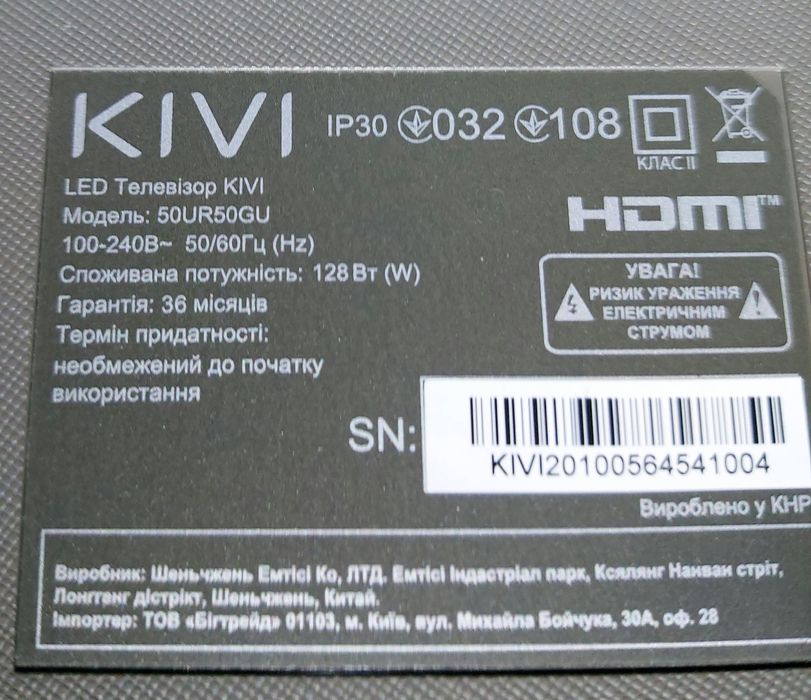 KIVI IP30 032 108
КЛАС II
LED Телевізор KIVI
Модель: 50UR50GU
100-240В~ 50/60Гц (Hz)
Споживана потужність: 128 Вт (W)
Гарантія: 36 місяців
Термін придатності:
необмежений до початку
використання
HDMI™
УВАГА!
РИЗИК УРАЖЕННЯ
ЕЛЕКТРИЧНИМ
СТРУМОМ
SN:
KIVI20100564541004
Вироблено у КНР
Виробник: Шеньчжень Емтісі Ко, ЛТД. Емтісі Індастріал парк, Ксялянг Нанван стріт,
Лонгганг дістрікт, Шеньчжень, Китай.
Імпортер: ТОВ «Бігтрейд» 01103, м. Київ, вул. Михайла Бойчука, 30А, оф. 28